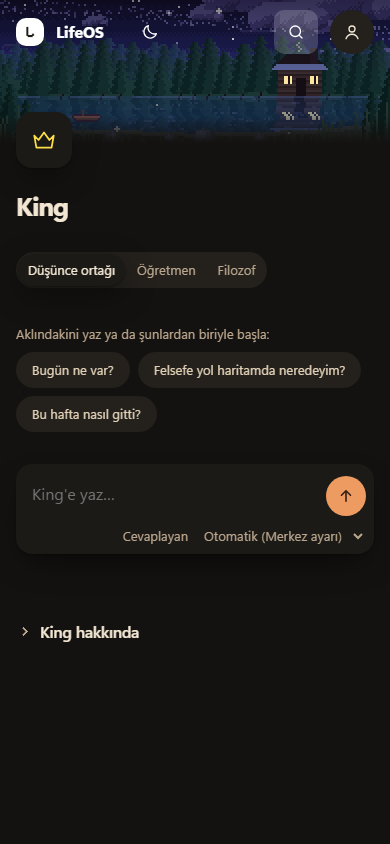 L LifeOS
King
Düşünce ortağı Öğretmen Filozof
Aklındakini yaz ya da şunlardan biriyle başla:
Bugün ne var? Felsefe yol haritamda neredeyim?
Bu hafta nasıl gitti?
King'e yaz...
Cevaplayan Otomatik (Merkez ayarı)
King hakkında